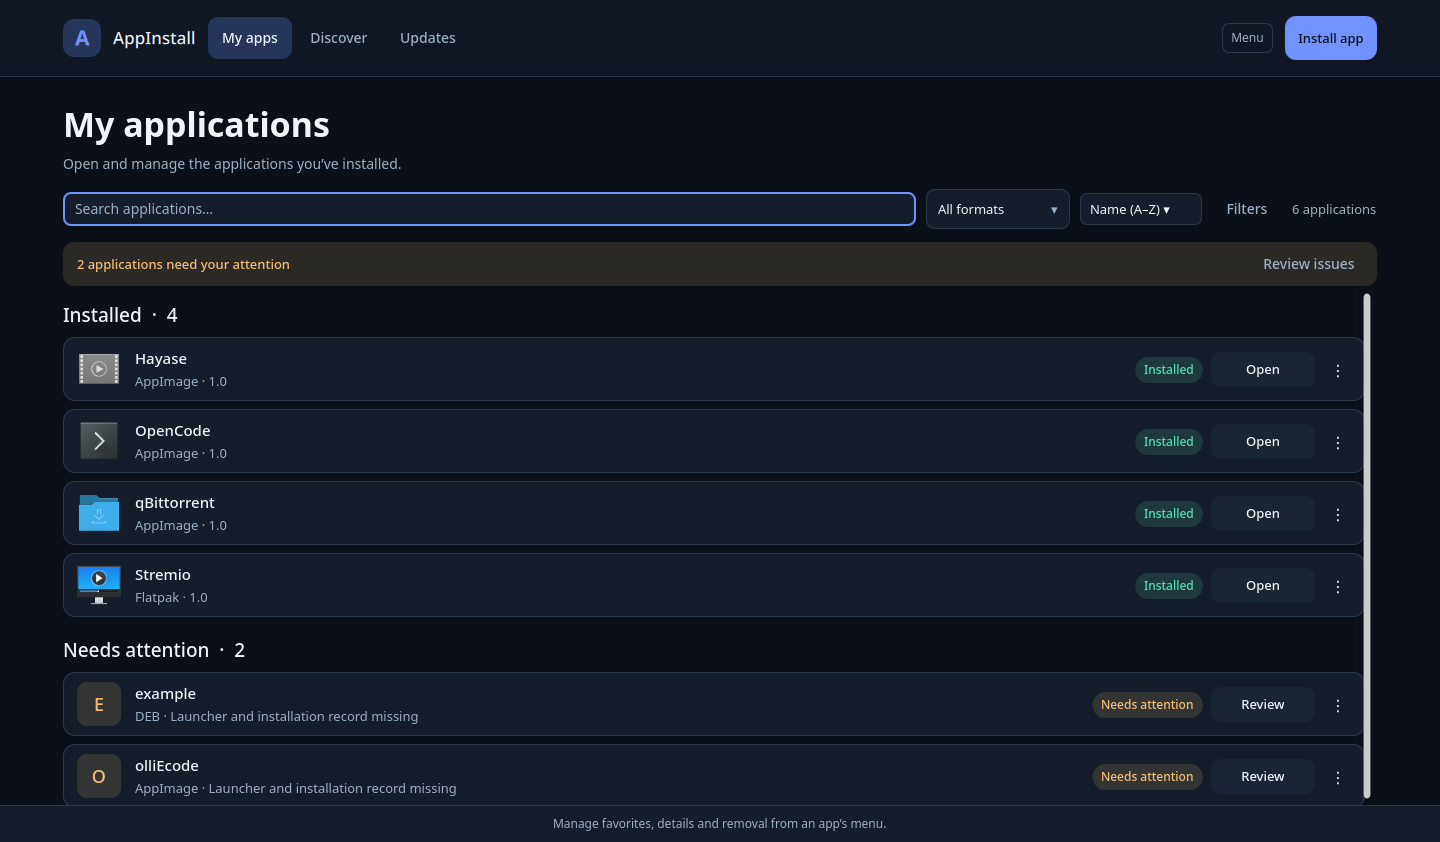 A AppInstall My apps Discover Updates Menu Install app
My applications
Open and manage the applications you’ve installed.
Search applications... All formats ▾ Name (A–Z) ▾ Filters 6 applications
2 applications need your attention Review issues
Installed · 4
Hayase
AppImage · 1.0
Installed Open ⋮
OpenCode
AppImage · 1.0
Installed Open ⋮
qBittorrent
AppImage · 1.0
Installed Open ⋮
Stremio
Flatpak · 1.0
Installed Open ⋮
Needs attention · 2
E
example
DEB · Launcher and installation record missing
Needs attention Review ⋮
O
olliEcode
AppImage · Launcher and installation record missing
Needs attention Review ⋮
Manage favorites, details and removal from an app’s menu.